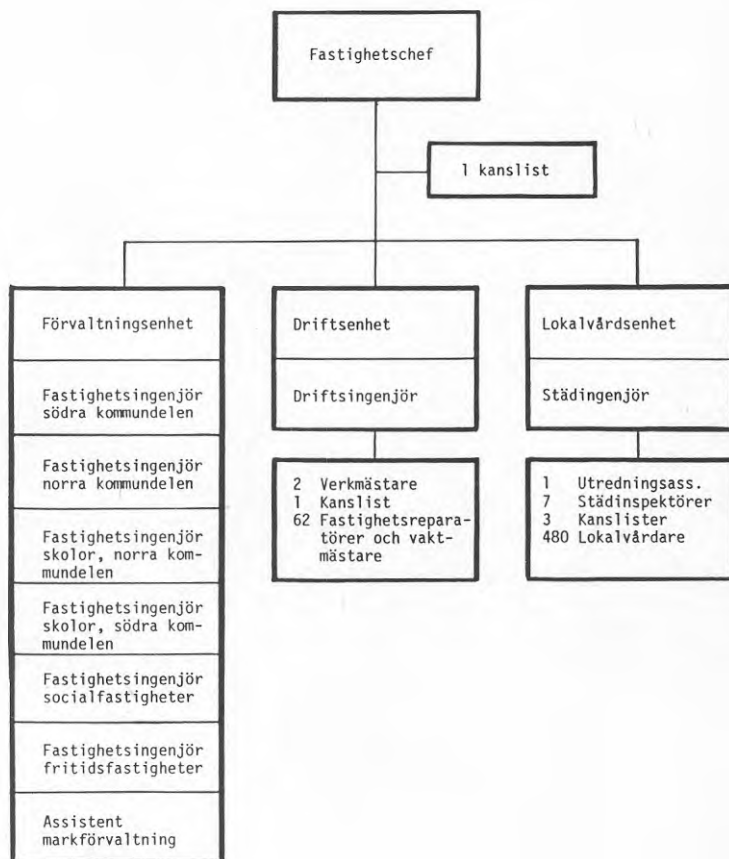 Fastighetschef
1 kanslist
Förvaltningsenhet
Fastighetsingenjör
södra kommundelen
Fastighetsingenjör
norra kommundelen
Fastighetsingenjör
skolor, norra kom-
mundelen
Fastighetsingenjör
skolor, södra kom-
mundelen
Fastighetsingenjör
socialfastigheter
Fastighetsingenjör
fritidsfastigheter
Assistent
markförvaltning
Driftsenhet
Driftsingenjör
2 Verkmästare
1 Kanslist
62 Fastighetsrepara-
törer och vakt-
mästare
Lokalvårdsenhet
Städingenjör
1 Utredningsass.
7 Städinspektörer
3 Kanslister
480 Lokalvårdare